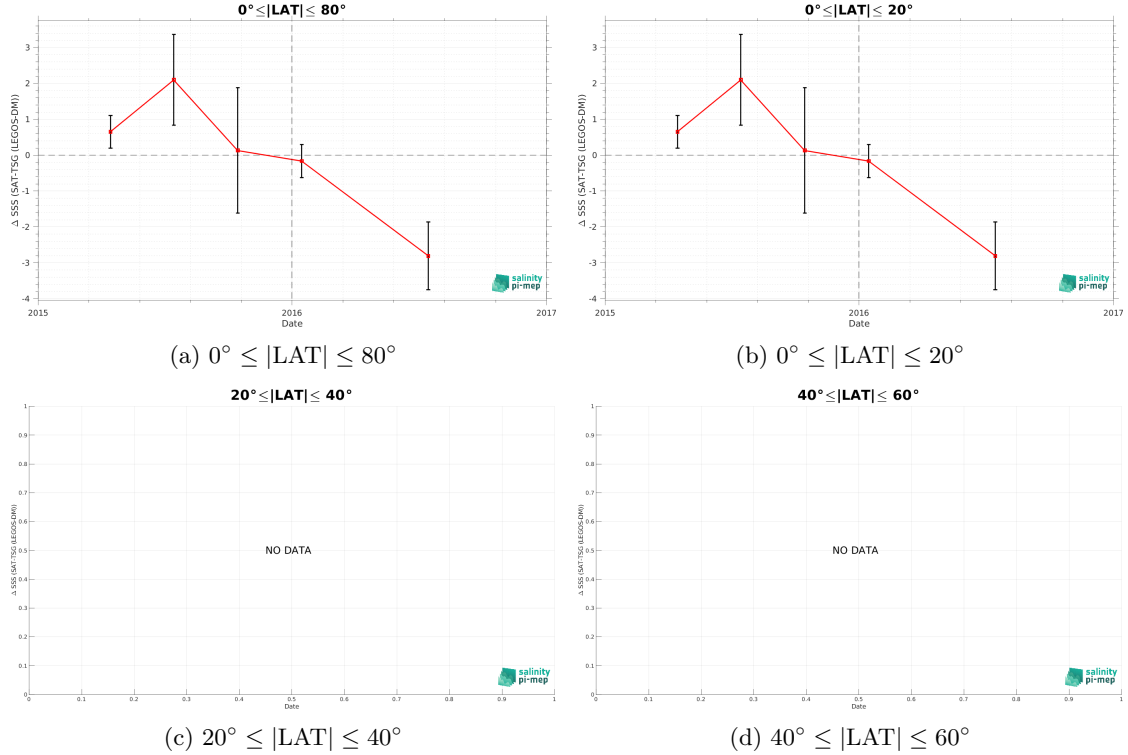 0°≤|LAT|≤ 80°
Δ SSS (SAT-TSG (LEGOS-DM))
3
2
1
0
-1
-2
-3
-4
2015
2016
2017
Date
salinity
pi-mep
(a) 0° ≤ |LAT| ≤ 80°
0°≤|LAT|≤ 20°
Δ SSS (SAT-TSG (LEGOS-DM))
3
2
1
0
-1
-2
-3
-4
2015
2016
2017
Date
salinity
pi-mep
(b) 0° ≤ |LAT| ≤ 20°
20°≤|LAT|≤ 40°
Δ SSS (SAT-TSG (LEGOS-DM))
1
0.9
0.8
0.7
0.6
0.5
0.4
0.3
0.2
0.1
0
NO DATA
0 0.1 0.2 0.3 0.4 0.5 0.6 0.7 0.8 0.9 1
Date
salinity
pi-mep
(c) 20° ≤ |LAT| ≤ 40°
40°≤|LAT|≤ 60°
Δ SSS (SAT-TSG (LEGOS-DM))
1
0.9
0.8
0.7
0.6
0.5
0.4
0.3
0.2
0.1
0
NO DATA
0 0.1 0.2 0.3 0.4 0.5 0.6 0.7 0.8 0.9 1
Date
salinity
pi-mep
(d) 40° ≤ |LAT| ≤ 60°